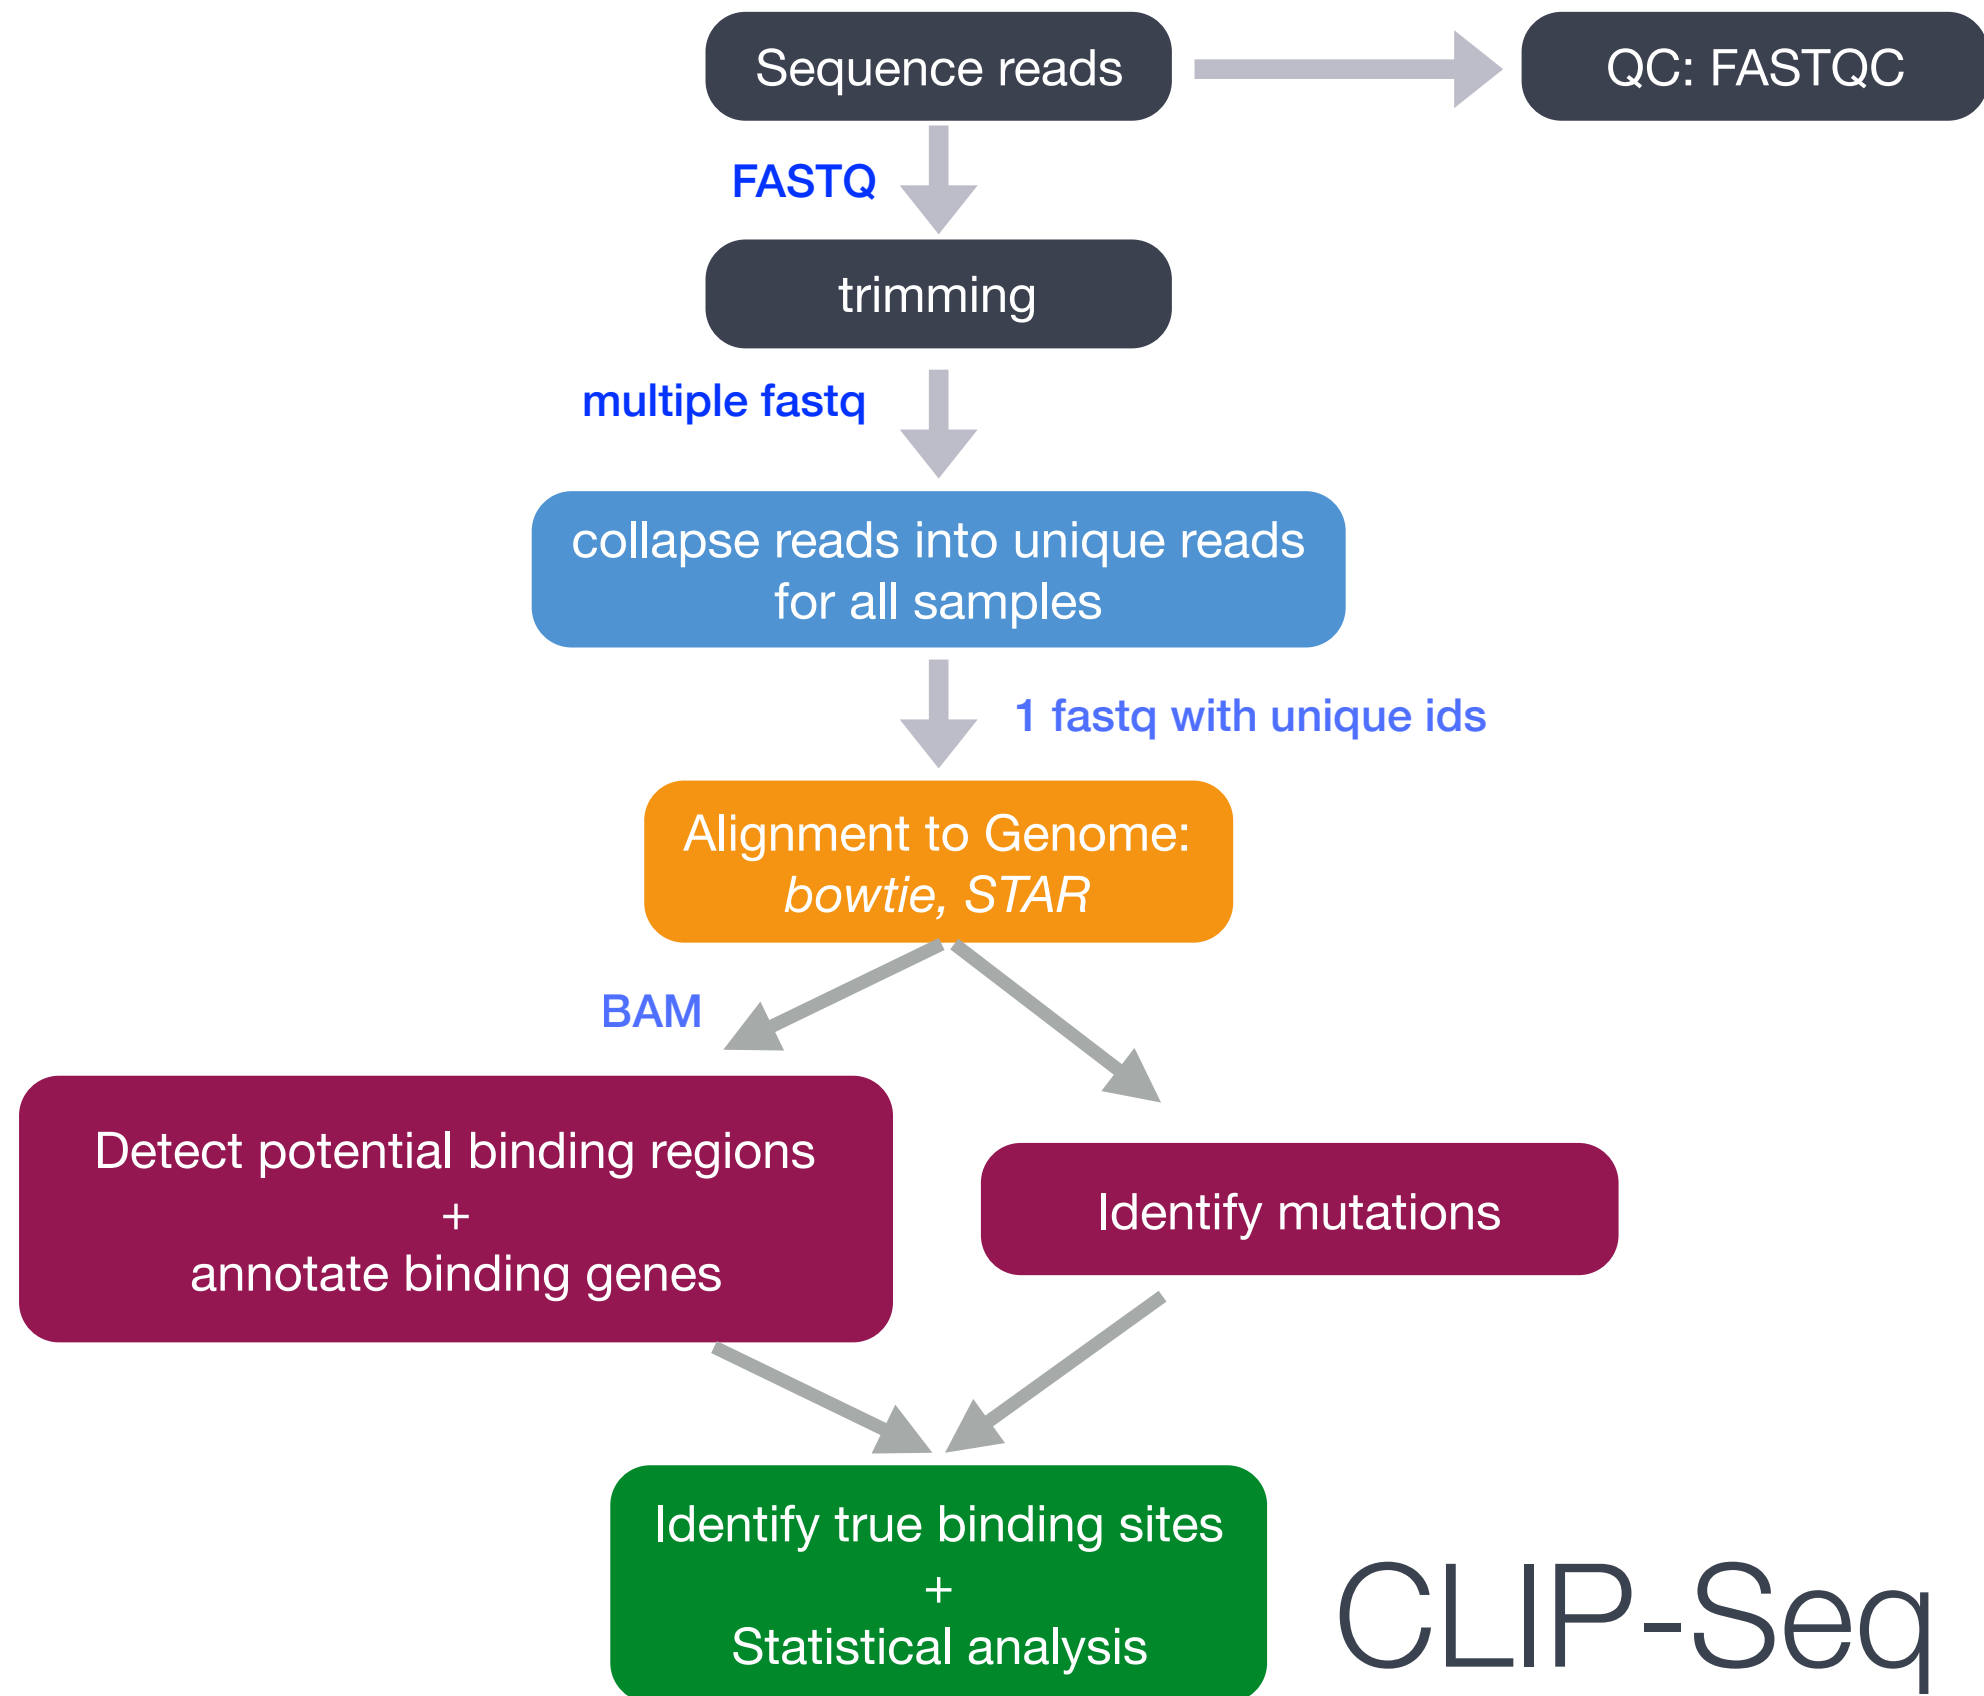 Sequence reads
QC: FASTQC
FASTQ
trimming
multiple fastq
collapse reads into unique reads
for all samples
1 fastq with unique ids
Alignment to Genome:
bowtie, STAR
BAM
Detect potential binding regions
+
annotate binding genes
Identify mutations
Identify true binding sites
+
Statistical analysis
CLIP-Seq